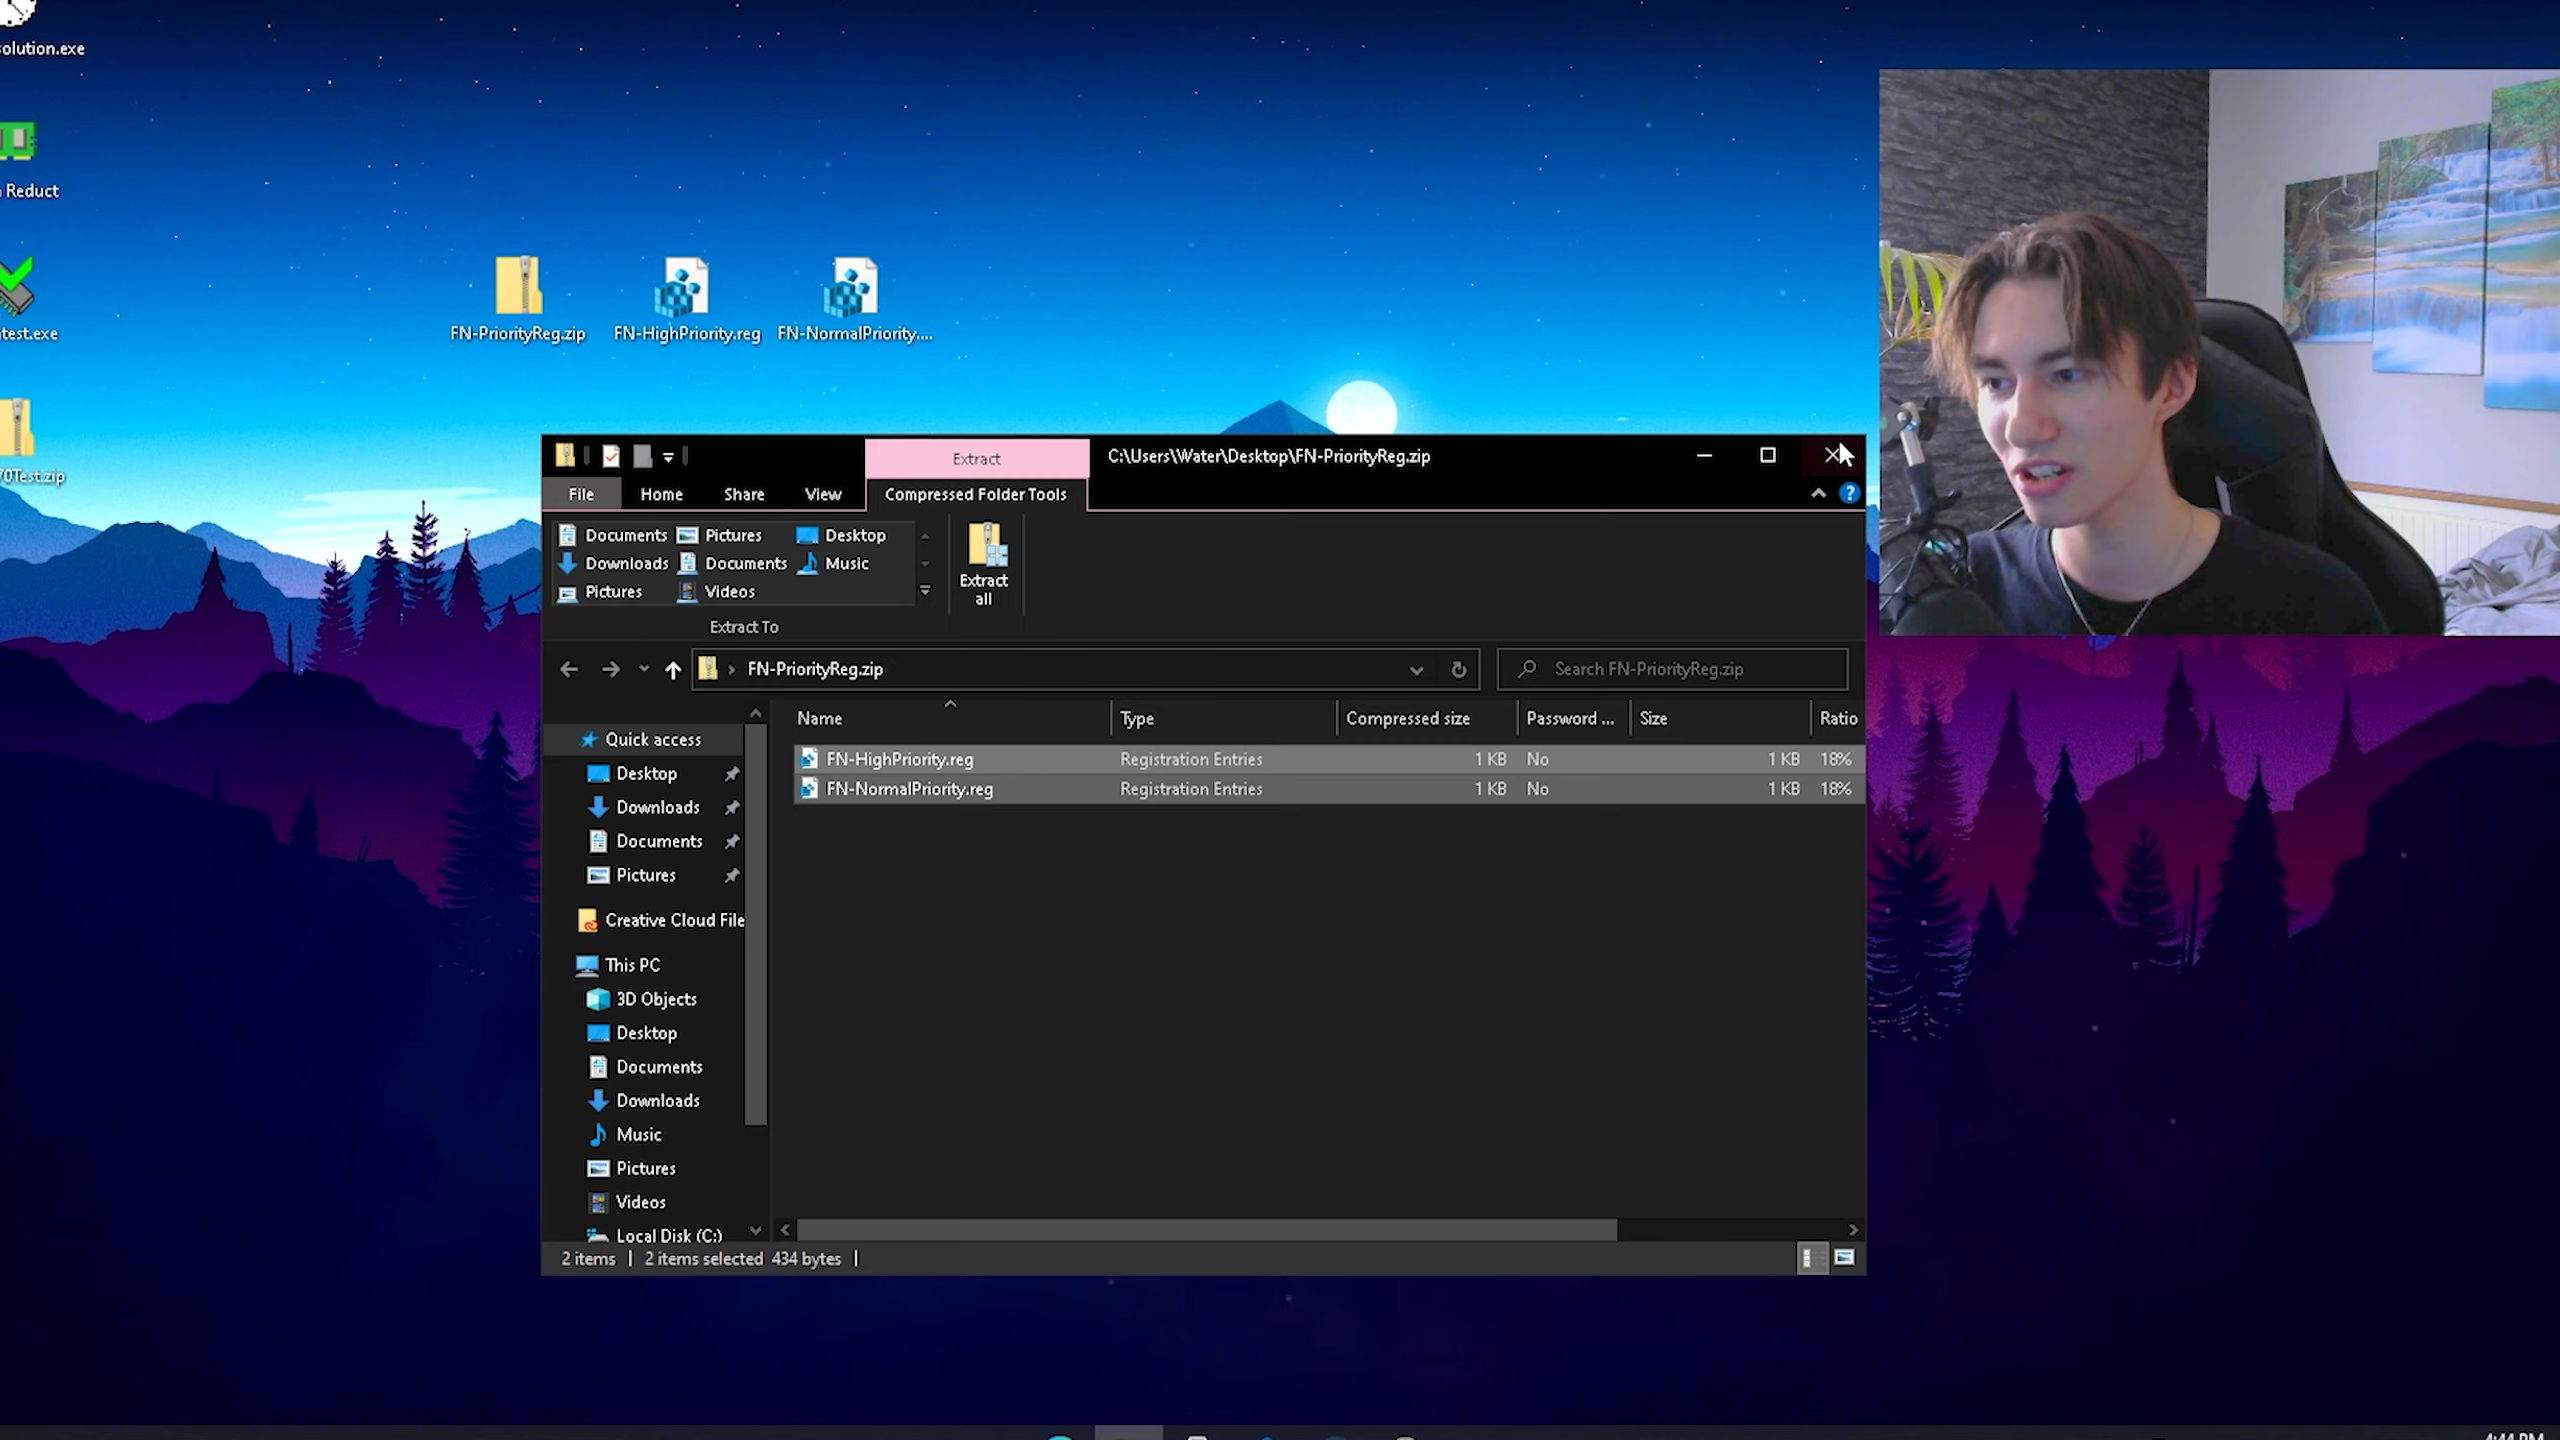 solution.exe
Reduct
test.exe
70Test.zip
FN-PriorityReg.zip
FN-HighPriority.reg
FN-NormalPriority....
Extract
C:\Users\Water\Desktop\FN-PriorityReg.zip
File
Home
Share
View
Compressed Folder Tools
?
Documents
Pictures
Desktop
Downloads
Documents
Music
Pictures
Videos
Extract To
Extract
all
FN-PriorityReg.zip
Search FN-PriorityReg.zip
Name
Type
Compressed size
Password ...
Size
Ratio
FN-HighPriority.reg
Registration Entries
1 KB
No
1 KB
18%
FN-NormalPriority.reg
Registration Entries
1 KB
No
1 KB
18%
Quick access
Desktop
Downloads
Documents
Pictures
Creative Cloud File
This PC
3D Objects
Desktop
Documents
Downloads
Music
Pictures
Videos
Local Disk (C:)
2 items
2 items selected 434 bytes
4:44 PM